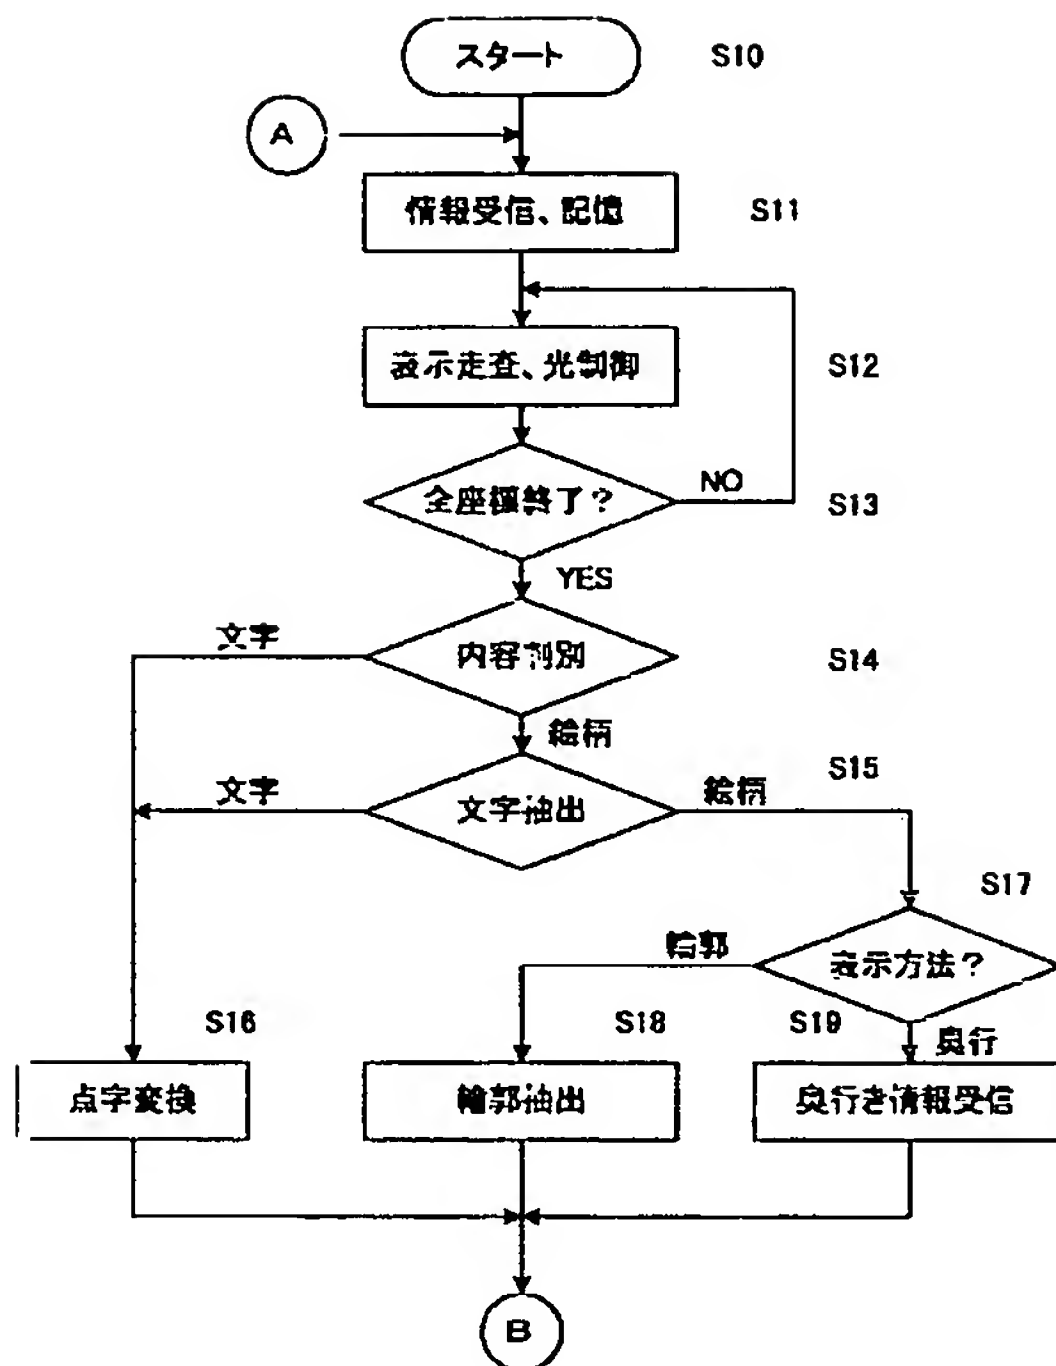 スタート
S10
A
情報受信、記憶
S11
表示走査、光制御
S12
全座標終了?
NO
S13
YES
文字
内容判別
S14
絵柄
S15
文字
文字抽出
絵柄
S17
輪郭
表示方法?
S16
S18
S19
奥行
点字変換
輪郭抽出
奥行き情報受信
B